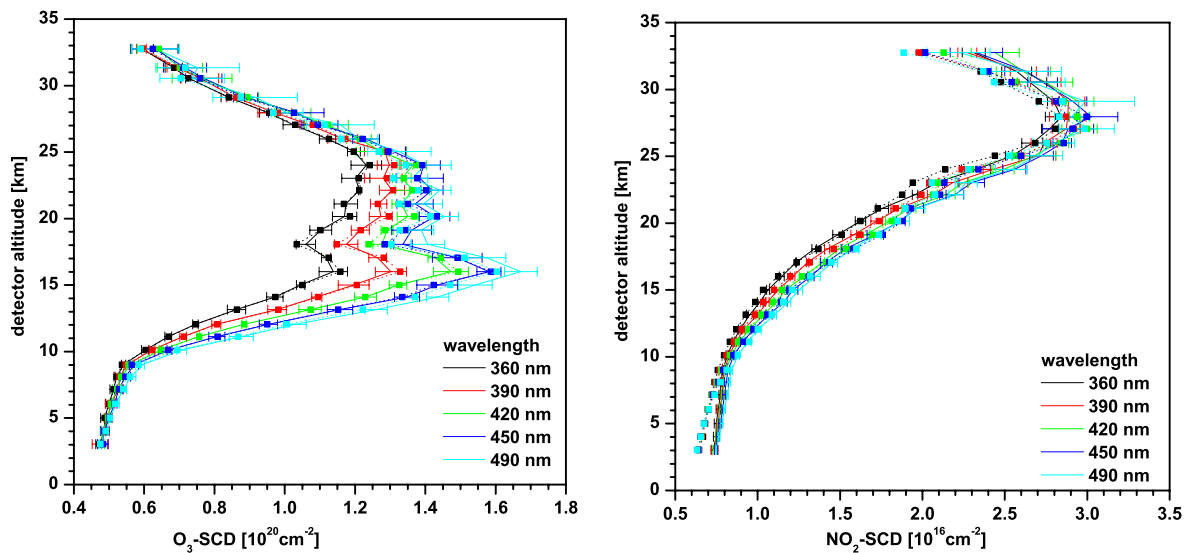 35
30
25
20
15
10
5
0
detector altitude [km]
wavelength
360 nm
390 nm
420 nm
450 nm
490 nm
0.4 0.6 0.8 1.0 1.2 1.4 1.6 1.8
O3-SCD [10^20cm^-2]
35
30
25
20
15
10
5
0
detector altitude [km]
wavelength
360 nm
390 nm
420 nm
450 nm
490 nm
0.5 1.0 1.5 2.0 2.5 3.0 3.5
NO2-SCD [10^16cm^-2]